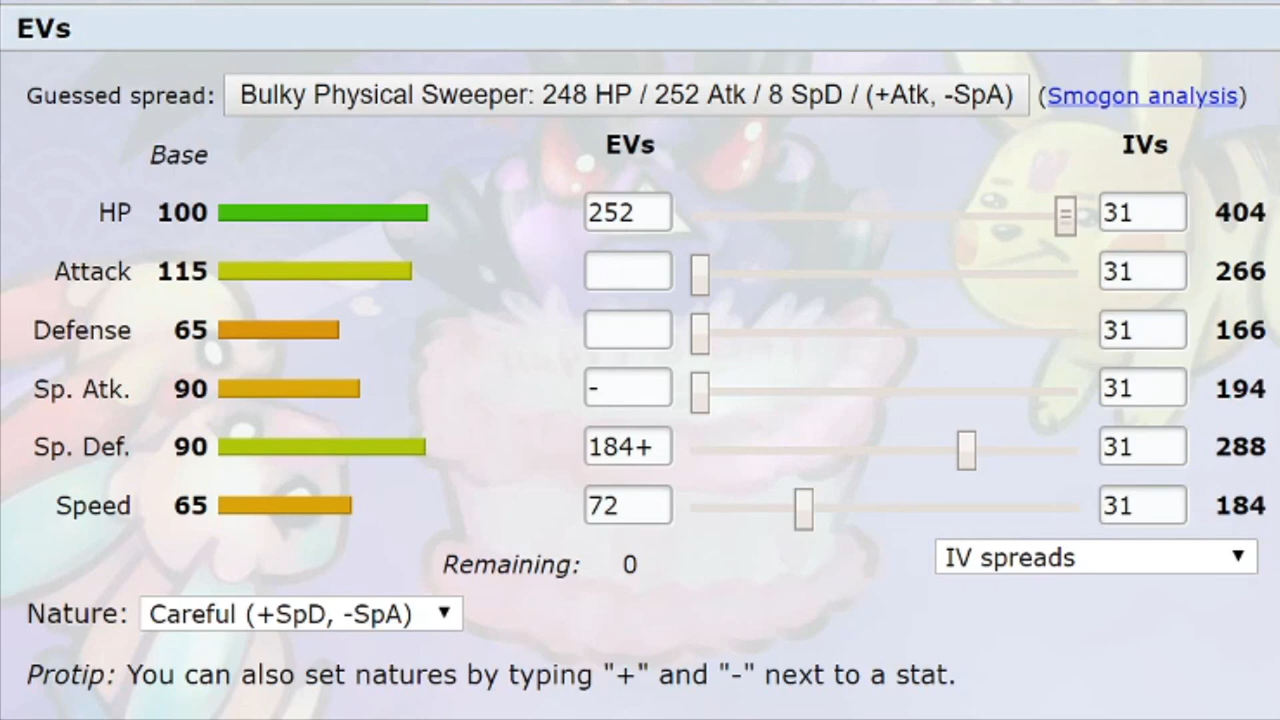 EVs
Guessed spread: Bulky Physical Sweeper: 248 HP / 252 Atk / 8 SpD / (+Atk, -SpA) (Smogon analysis)
Base EVs IVs
HP 100 252 31 404
Attack 115 31 266
Defense 65 31 166
Sp. Atk. 90 - 31 194
Sp. Def. 90 184+ 31 288
Speed 65 72 31 184
Remaining: 0 IV spreads
Nature: Careful (+SpD, -SpA)
Protip: You can also set natures by typing "+" and "-" next to a stat.